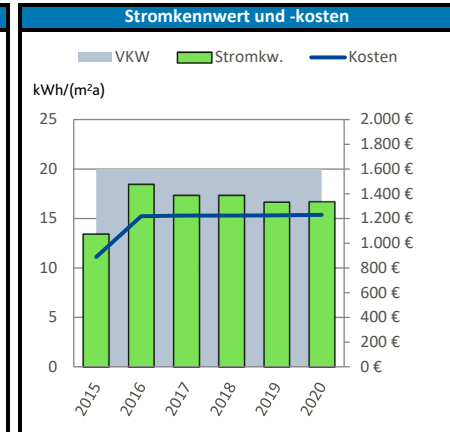 Stromkennwert und -kosten
VKW Stromkw. Kosten
kWh/(m²a)
25 2.000 €
1.800 €
20 1.600 €
1.400 €
15 1.200 €
1.000 €
10 800 €
600 €
5 400 €
200 €
0 0 €
2015 2016 2017 2018 2019 2020